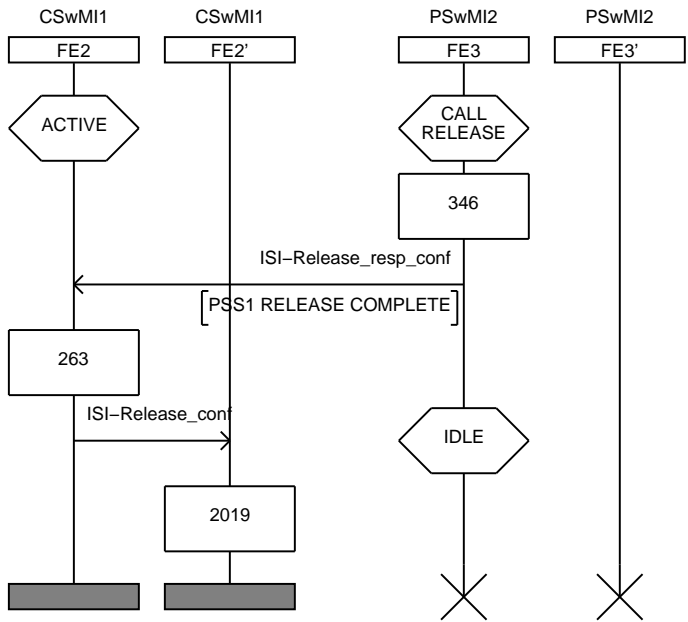 CSwMI1 CSwMI1 PSwMI2 PSwMI2
FE2 FE2' FE3 FE3'
ACTIVE
CALL
RELEASE
346
ISI–Release_resp_conf
PSS1 RELEASE COMPLETE
263
ISI–Release_conf
IDLE
2019